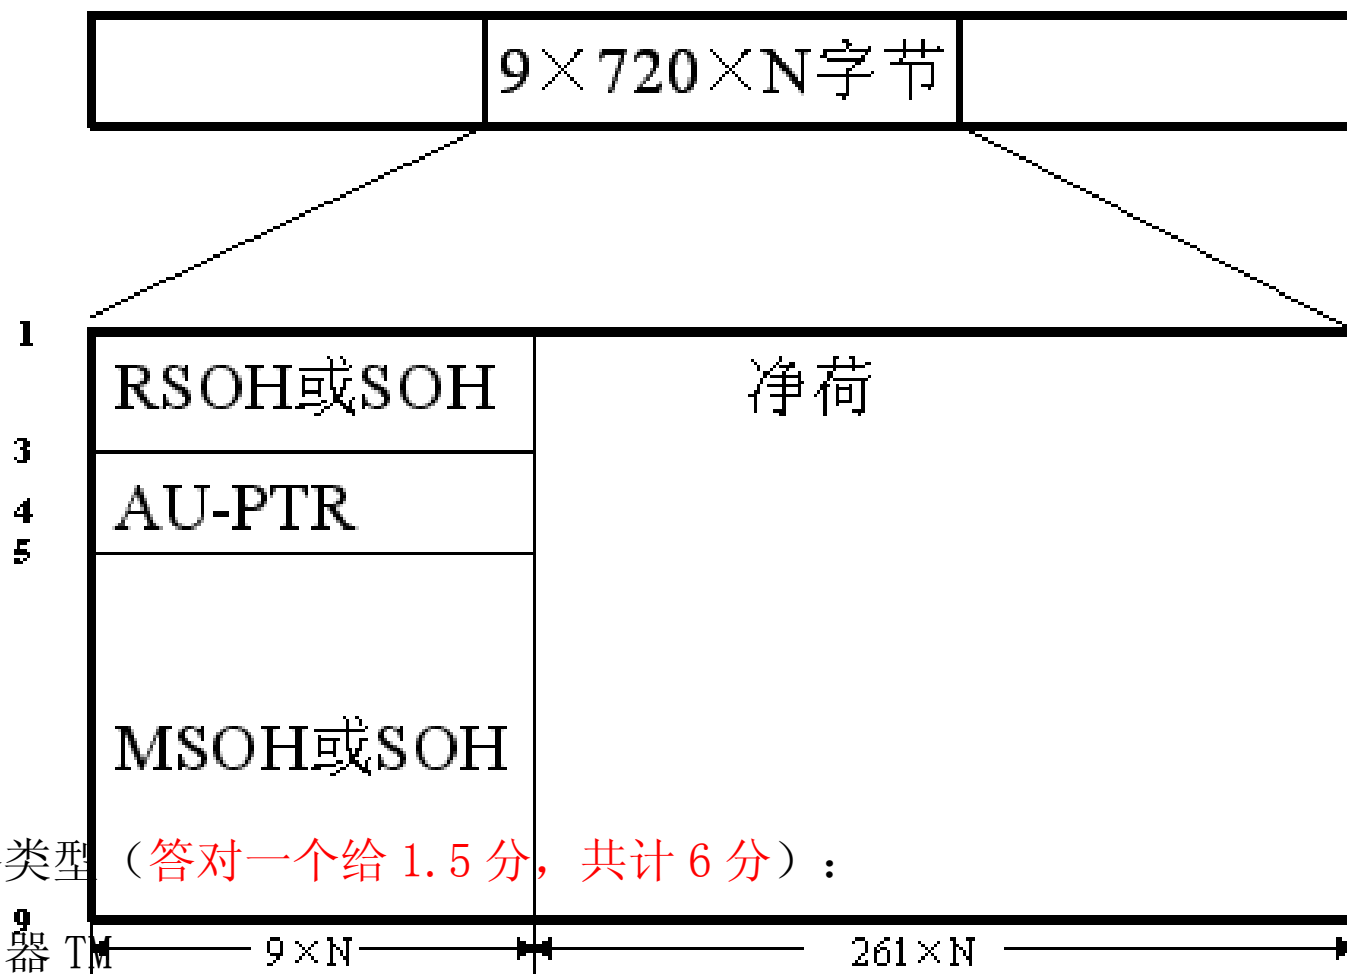 9×720×N字节
1
RSOH或SOH
净荷
3
4
AU-PTR
5
MSOH或SOH
类型（答对一个给 1.5 分，共计 6 分）：
9
器 TM
9×N
261×N